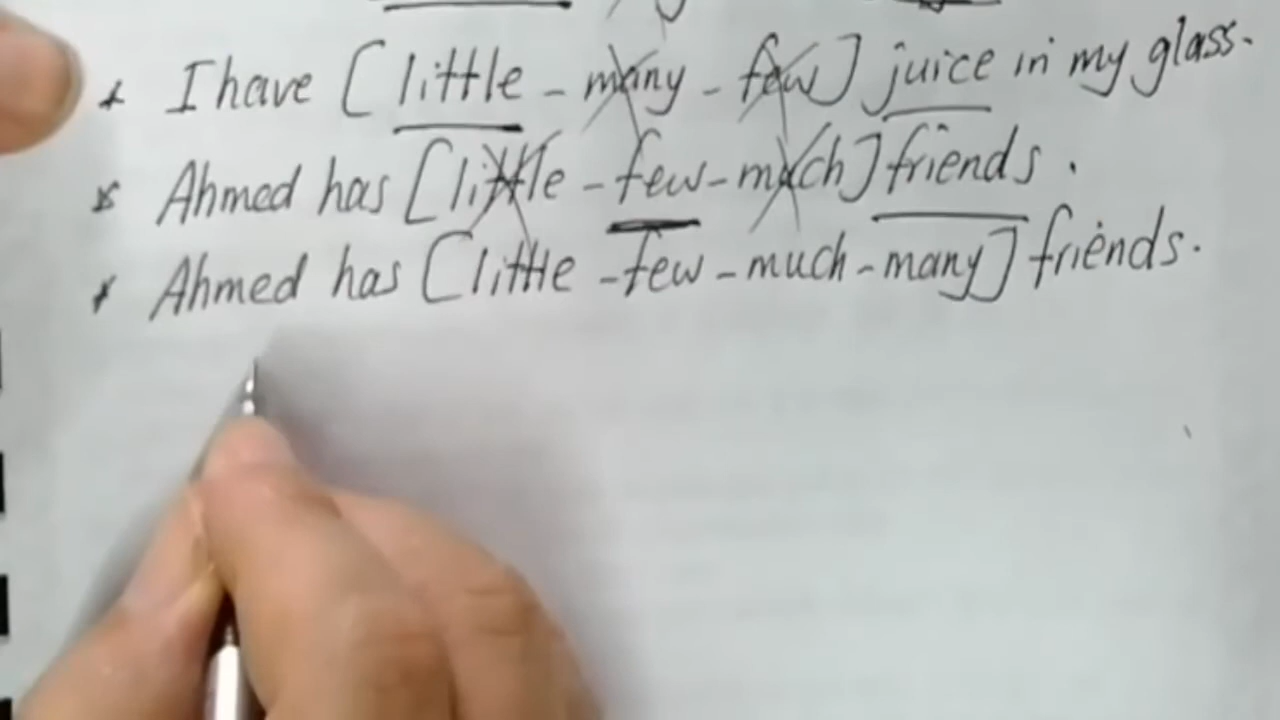 * I have [little - many - few] juice in my glass.
* Ahmed has [little - few - much] friends.
* Ahmed has [little - few - much - many] friends.